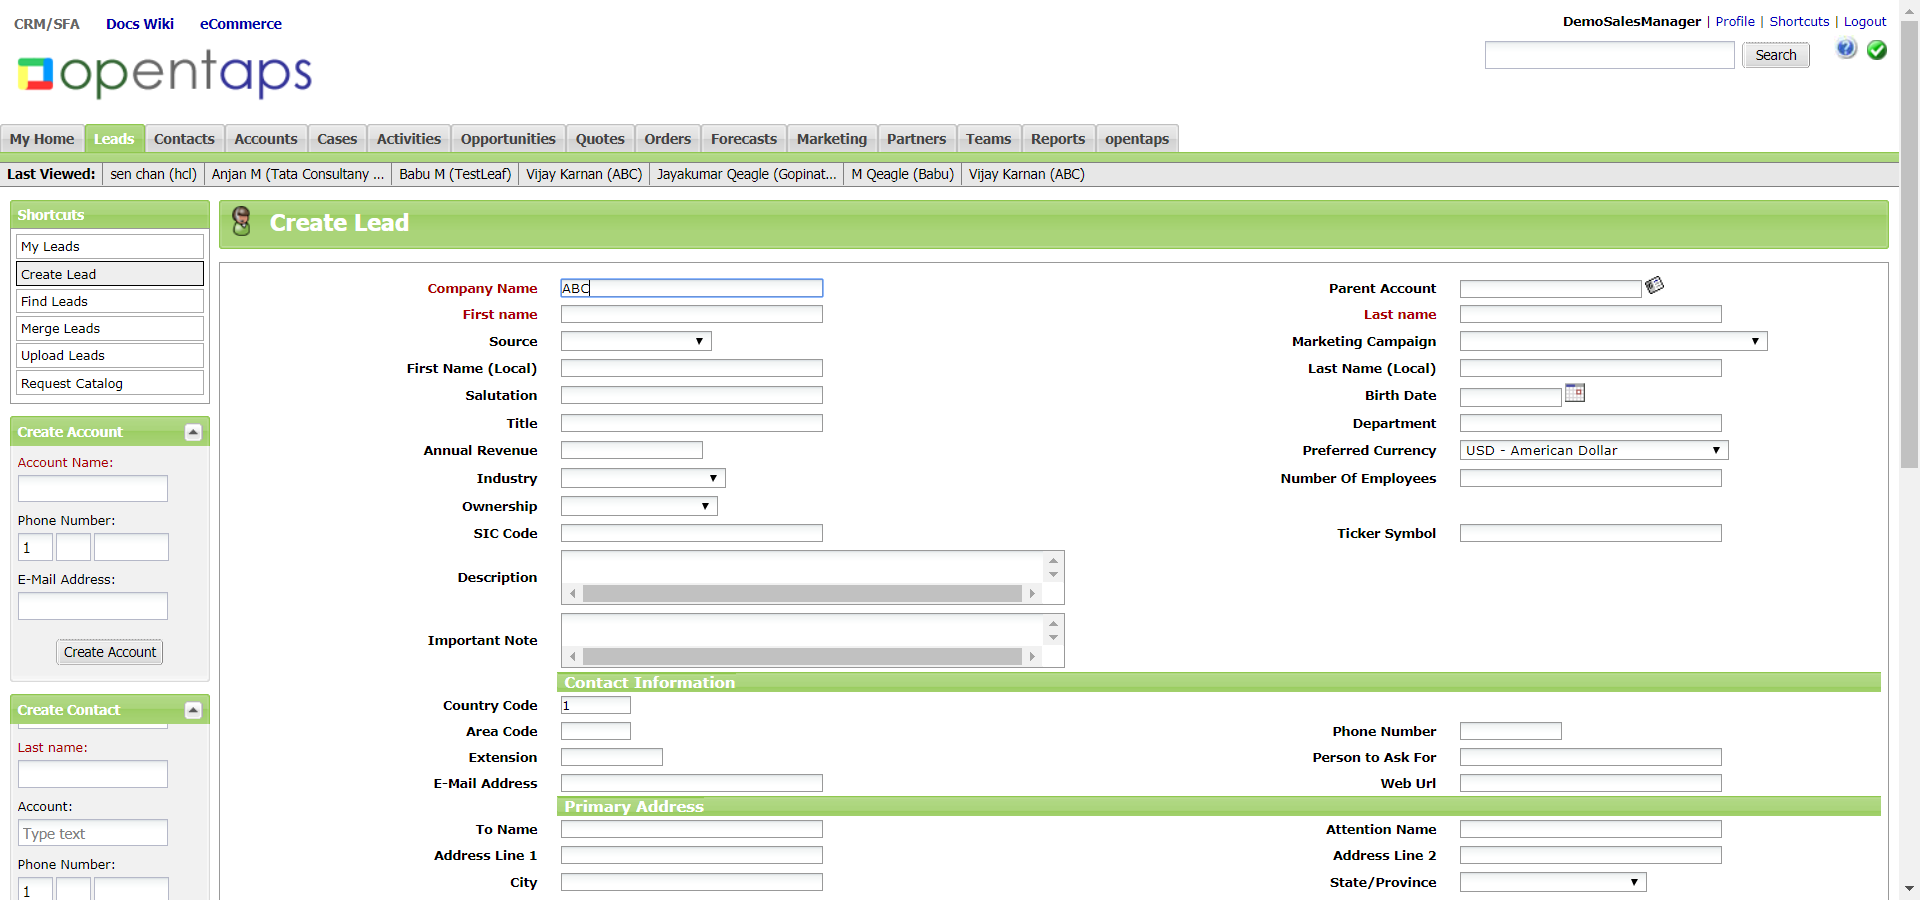 CRM/SFA Docs Wiki eCommerce
DemoSalesManager | Profile | Shortcuts | Logout
opentaps
Search
My Home Leads Contacts Accounts Cases Activities Opportunities Quotes Orders Forecasts Marketing Partners Teams Reports opentaps
Last Viewed: sen chan (hcl) Anjan M (Tata Consultany ... Babu M (TestLeaf) Vijay Karnan (ABC) Jayakumar Qeagle (Gopinat... M Qeagle (Babu) Vijay Karnan (ABC)
Shortcuts
My Leads
Create Lead
Find Leads
Merge Leads
Upload Leads
Request Catalog
Create Account
Account Name:
Phone Number:
1
E-Mail Address:
Create Account
Create Contact
Last name:
Account:
Type text
Phone Number:
1
Create Lead
Company Name ABC Parent Account
First name Last name
Source Marketing Campaign
First Name (Local) Last Name (Local)
Salutation Birth Date
Title Department
Annual Revenue Preferred Currency USD - American Dollar
Industry Number Of Employees
Ownership
SIC Code Ticker Symbol
Description
Important Note
Contact Information
Country Code 1
Area Code Phone Number
Extension Person to Ask For
E-Mail Address Web Url
Primary Address
To Name Attention Name
Address Line 1 Address Line 2
City State/Province